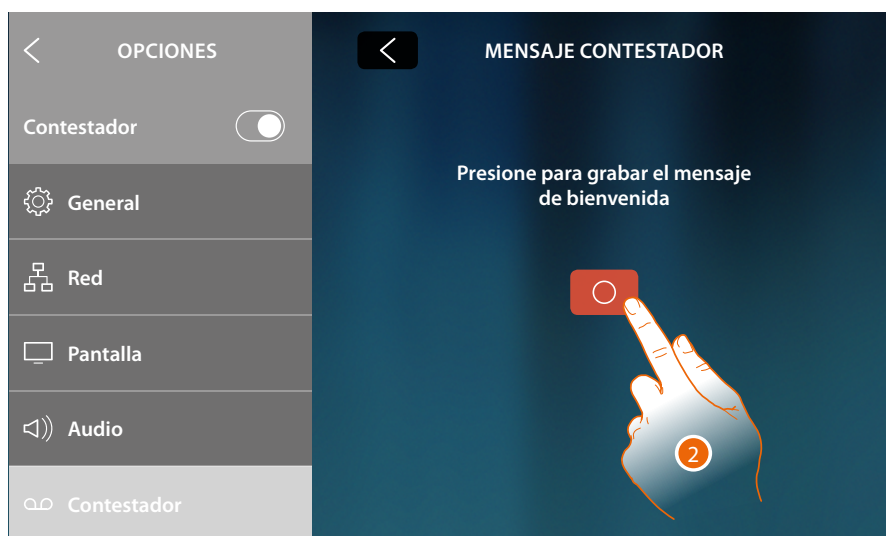 OPCIONES
Contestador
General
Red
Pantalla
Audio
Contestador
MENSAJE CONTESTADOR
Presione para grabar el mensaje
de bienvenida
2